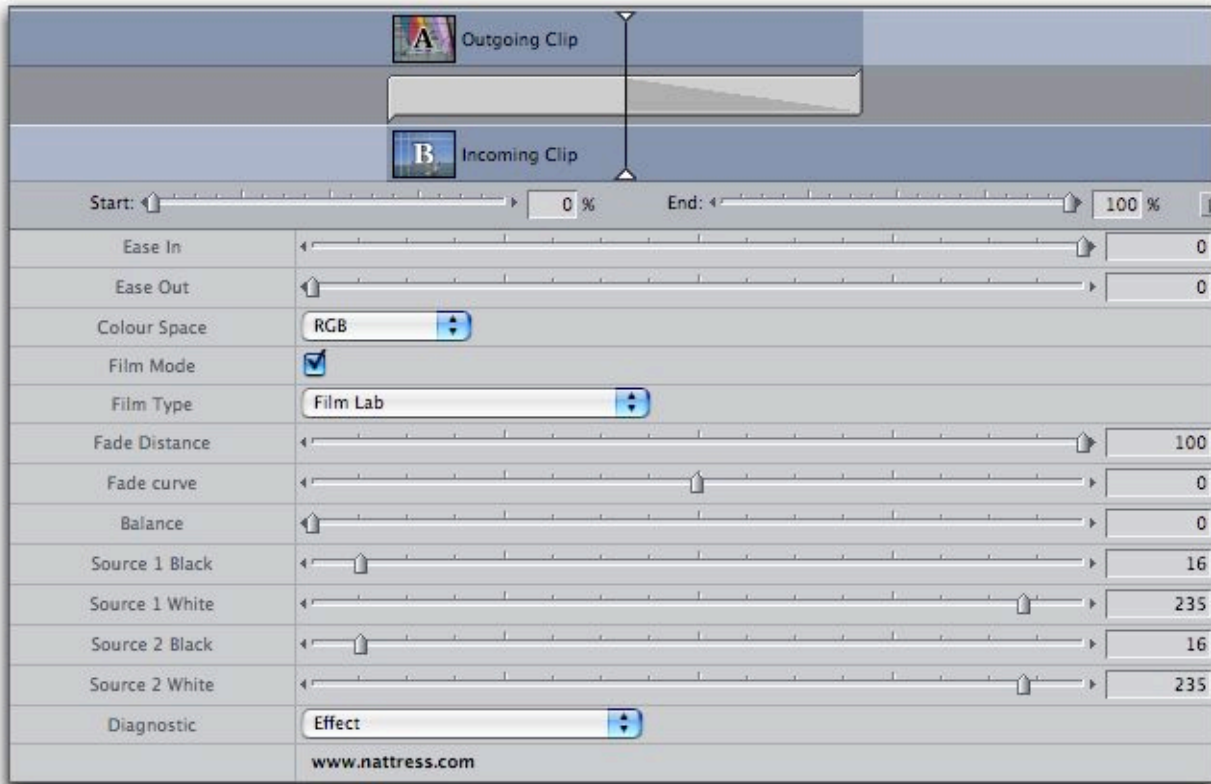 A Outgoing Clip
B Incoming Clip
Start: 0 % End: 100 %
Ease In 0
Ease Out 0
Colour Space RGB
Film Mode
Film Type Film Lab
Fade Distance 100
Fade curve 0
Balance 0
Source 1 Black 16
Source 1 White 235
Source 2 Black 16
Source 2 White 235
Diagnostic Effect
www.nattress.com